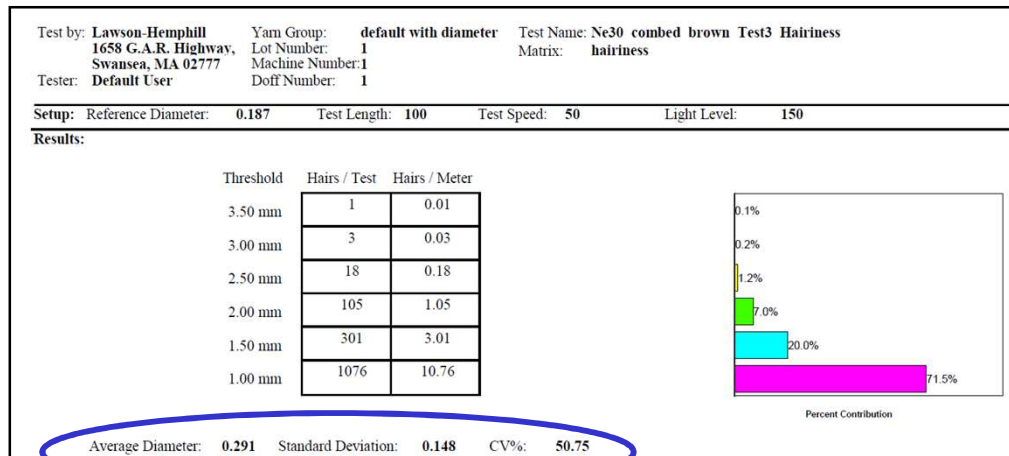 Test by: Lawson-Hemphill Yarn Group: default with diameter Test Name: Ne30 combed brown Test3 Hairiness
1658 G.A.R. Highway, Lot Number: 1 Matrix: hairiness
Swansea, MA 02777 Machine Number:1
Tester: Default User Doff Number: 1
Setup: Reference Diameter: 0.187 Test Length: 100 Test Speed: 50 Light Level: 150
Results:
Threshold Hairs / Test Hairs / Meter
3.50 mm 1 0.01 0.1%
3.00 mm 3 0.03 0.2%
2.50 mm 18 0.18 1.2%
2.00 mm 105 1.05 7.0%
1.50 mm 301 3.01 20.0%
1.00 mm 1076 10.76 71.5%
Percent Contribution
Average Diameter: 0.291 Standard Deviation: 0.148 CV%: 50.75